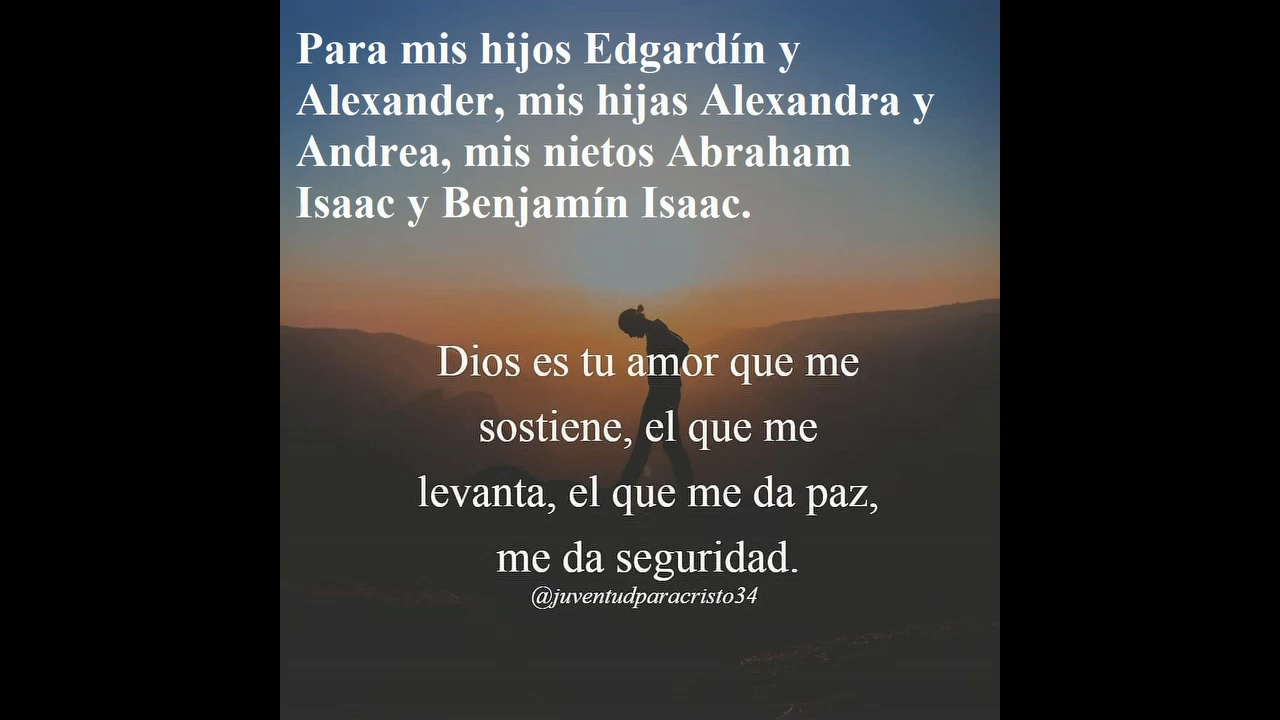 Para mis hijos Edgardín y
Alexander, mis hijas Alexandra y
Andrea, mis nietos Abraham
Isaac y Benjamín Isaac.
Dios es tu amor que me
sostiene, el que me
levanta, el que me da paz,
me da seguridad.
@juventudparacristo34